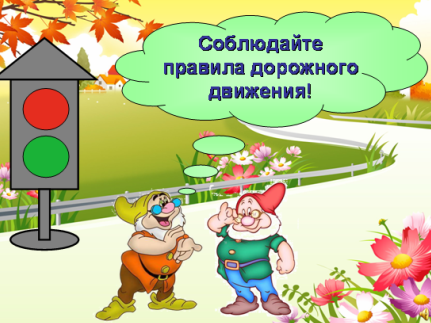 Соблюдайте
правила дорожного
движения!